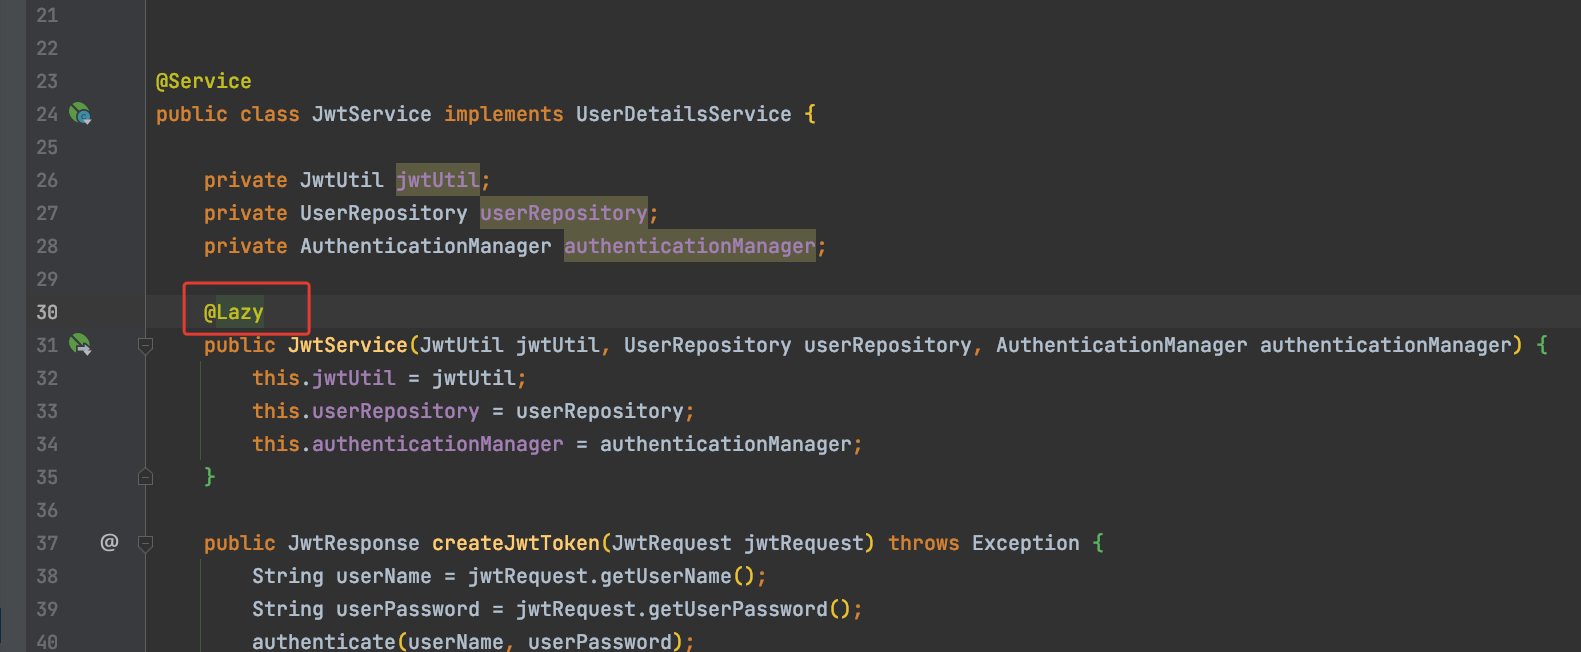 21
22
23 @Service
24 public class JwtService implements UserDetailsService {
25
26 private JwtUtil jwtUtil;
27 private UserRepository userRepository;
28 private AuthenticationManager authenticationManager;
29
30 @Lazy
31 public JwtService(JwtUtil jwtUtil, UserRepository userRepository, AuthenticationManager authenticationManager) {
32 this.jwtUtil = jwtUtil;
33 this.userRepository = userRepository;
34 this.authenticationManager = authenticationManager;
35 }
36
37 @ public JwtResponse createJwtToken(JwtRequest jwtRequest) throws Exception {
38 String userName = jwtRequest.getUserName();
39 String userPassword = jwtRequest.getUserPassword();
40 authenticate(userName, userPassword);